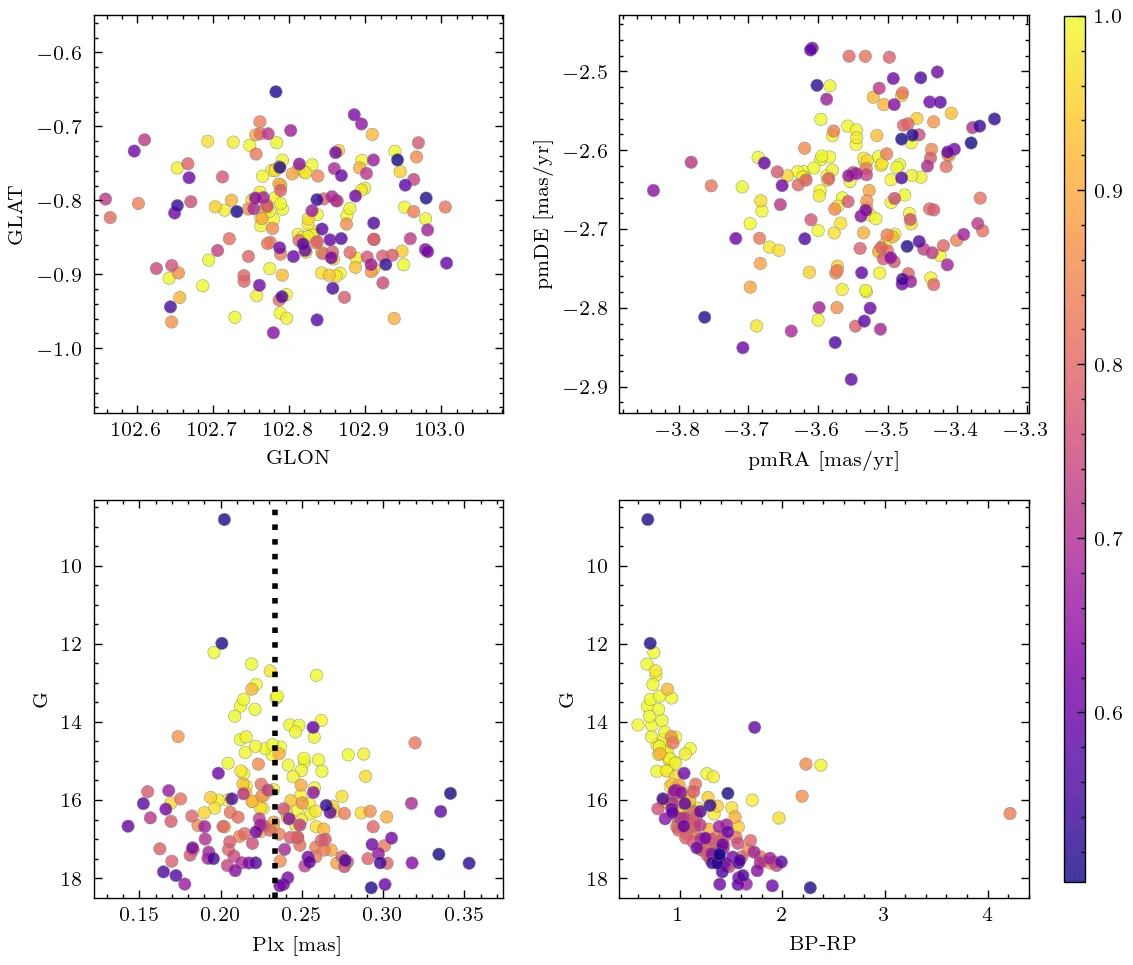 −0.6
−0.7
−0.8
−0.9
−1.0
GLAT
102.6 102.7 102.8 102.9 103.0
GLON
−2.5
−2.6
−2.7
−2.8
−2.9
pmDE [mas/yr]
−3.8 −3.7 −3.6 −3.5 −3.4 −3.3
pmRA [mas/yr]
1.0
0.9
0.8
0.7
0.6
10
12
14
16
18
G
0.15 0.20 0.25 0.30 0.35
Plx [mas]
10
12
14
16
18
G
1 2 3 4
BP-RP